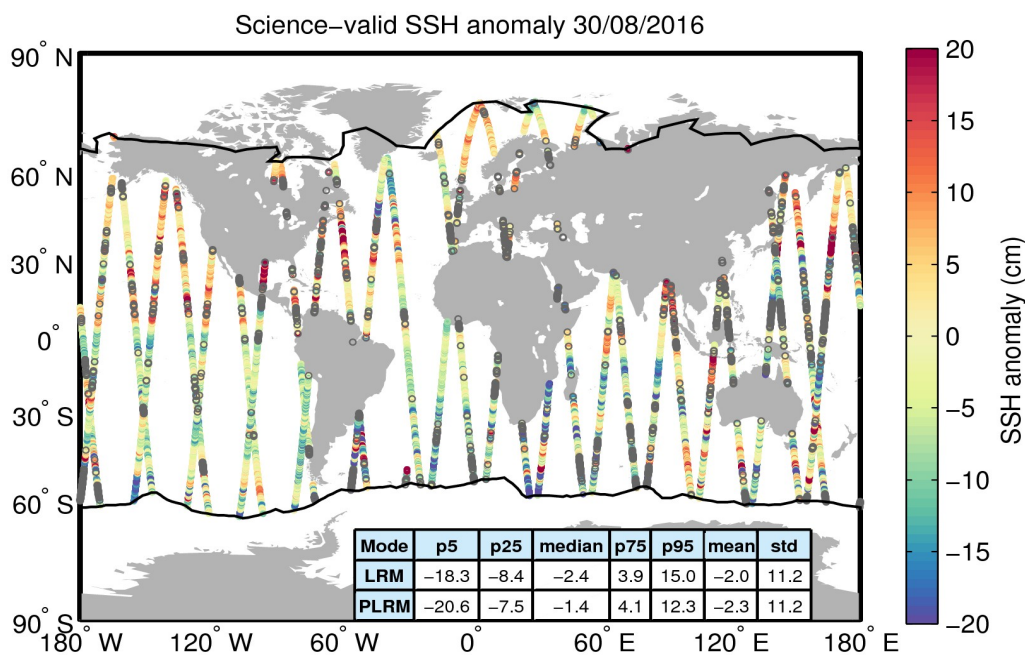 Science−valid SSH anomaly 30/08/2016
90° N
60° N
30° N
0°
30° S
60° S
90° S
180° W
120° W
60° W
0°
60° E
120° E
180° E
Mode p5 p25 median p75 p95 mean std
LRM −18.3 −8.4 −2.4 3.9 15.0 −2.0 11.2
PLRM −20.6 −7.5 −1.4 4.1 12.3 −2.3 11.2
20
15
10
5
0
−5
−10
−15
−20
SSH anomaly (cm)